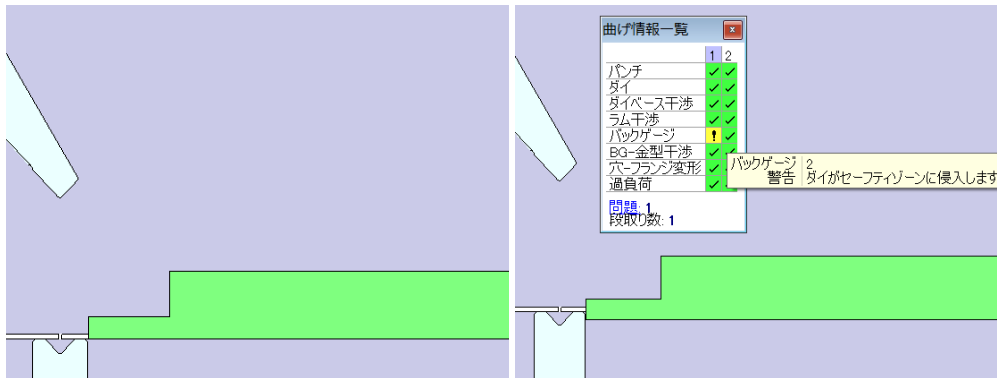 曲げ情報一覧
1 2
パンチ
ダイ
ダイベース干渉
ラム干渉
バックゲージ
BG-金型干渉
穴-フランジ変形
過負荷
問題: 1
段取り数: 1
バックゲージ 2
警告 ダイがセーフティゾーンに侵入します